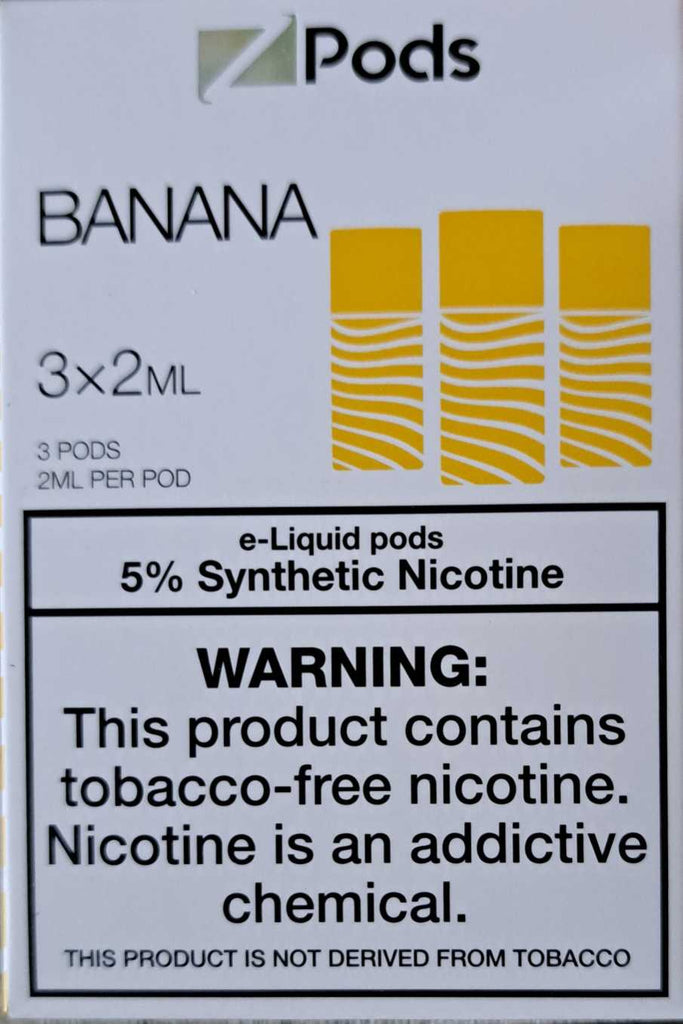 Z Pods
BANANA
3×2ML
3 PODS
2ML PER POD
e-Liquid pods
5% Synthetic Nicotine
WARNING:
This product contains
tobacco-free nicotine.
Nicotine is an addictive
chemical.
THIS PRODUCT IS NOT DERIVED FROM TOBACCO